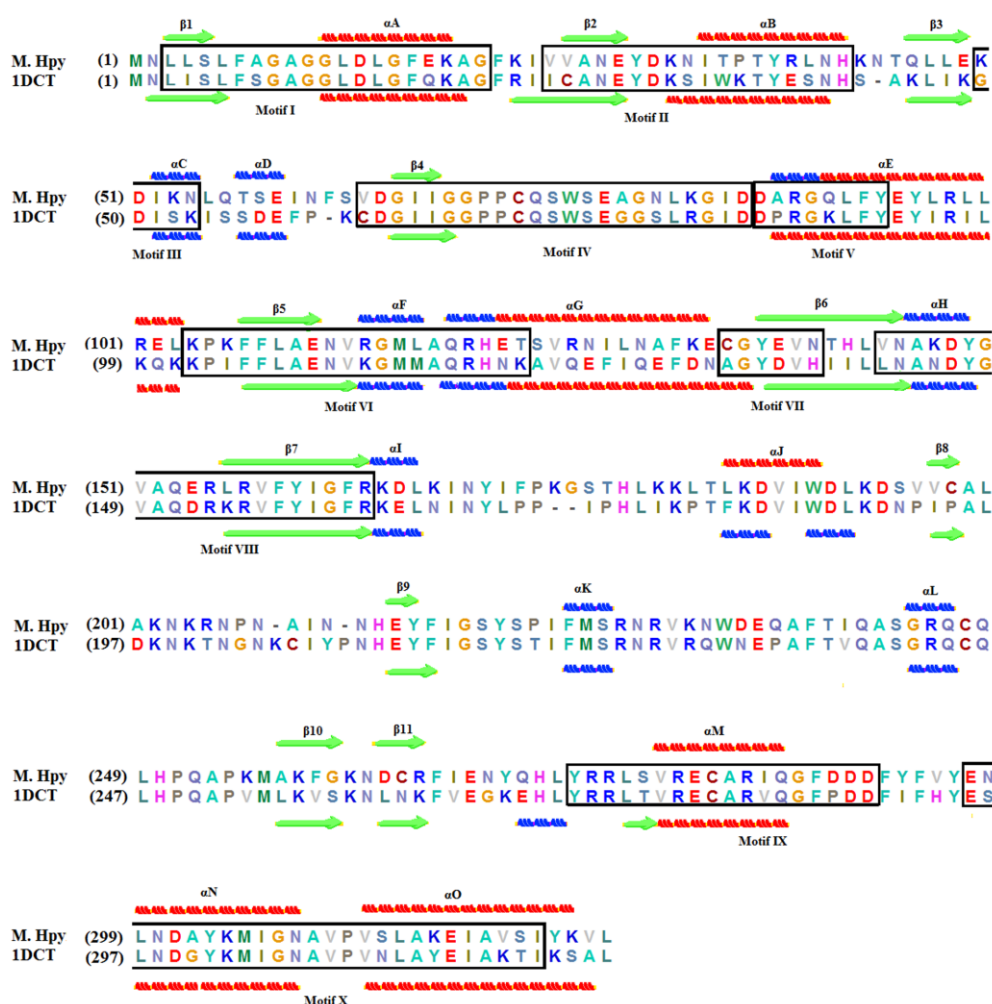 β1 αA β2 αB β3
M. Hpy (1) M N L L S L F A G A G G L D L G F E K A G F K I V V A N E Y D K N I T P T Y R L N H K N T Q L L E K
1DCT (1) M N L I S L F S G A G G L D L G F Q K A G F K I I C A N E Y D K S I W K T Y E S N H S - A K L I K G
Motif I Motif II
αC αD β4 αE
M. Hpy (51) D I K N L Q T S E I N F S V D G I I G G P P C Q S W S E A G N L K G I D D A R G Q L F Y E Y L R L L
1DCT (50) D I S K I S S D E F P - K C D G I I G G P P C Q S W S E G G S L R G I D D P R G K L F Y E Y I R I L
Motif III Motif IV Motif V
β5 αF αG β6 αH
M. Hpy (101) R E L K P K F F L A E N V R G M L A Q R H E T S V R N I L N A F K E C G Y E V N T H L V N A K D Y G
1DCT (99) K Q K K P I F F L A E N V K G M M A Q R H N K A V Q E F I Q E F D N A G Y D V H I I L L N A N D Y G
Motif VI Motif VII
β7 αI αJ β8
M. Hpy (151) V A Q E R L R V F Y I G F R K D L K I N Y I F P K G S T H L K K L T L K D V I W D L K D S V V C A L
1DCT (149) V A Q D R K R V F Y I G F R K E L N I N Y L P P - - I P H L I K P T F K D V I W D L K D N P I P A L
Motif VIII
β9 αK αL
M. Hpy (201) A K N K R N P N - A I N - N H E Y F I G S Y S P I F M S R N R V K N W D E Q A F T I Q A S G R Q C Q
1DCT (197) D K N K T N G N K C I Y P N H E Y F I G S Y S T I F M S R N R V R Q W N E P A F T V Q A S G R Q C Q
β10 β11 αM
M. Hpy (249) L H P Q A P K M A K F G K N D C R F I E N Y Q H L Y R R L S V R E C A R I Q G F D D D F Y F V Y E N
1DCT (247) L H P Q A P V M L K V S K N L N K F V E G K E H L Y R R L T V R E C A R V Q G F P D D F I F H Y E S
Motif IX
αN αO
M. Hpy (299) L N D A Y K M I G N A V P V S L A K E I A V S I Y K V L
1DCT (297) L N D G Y K M I G N A V P V N L A Y E I A K T I K S A L
Motif X